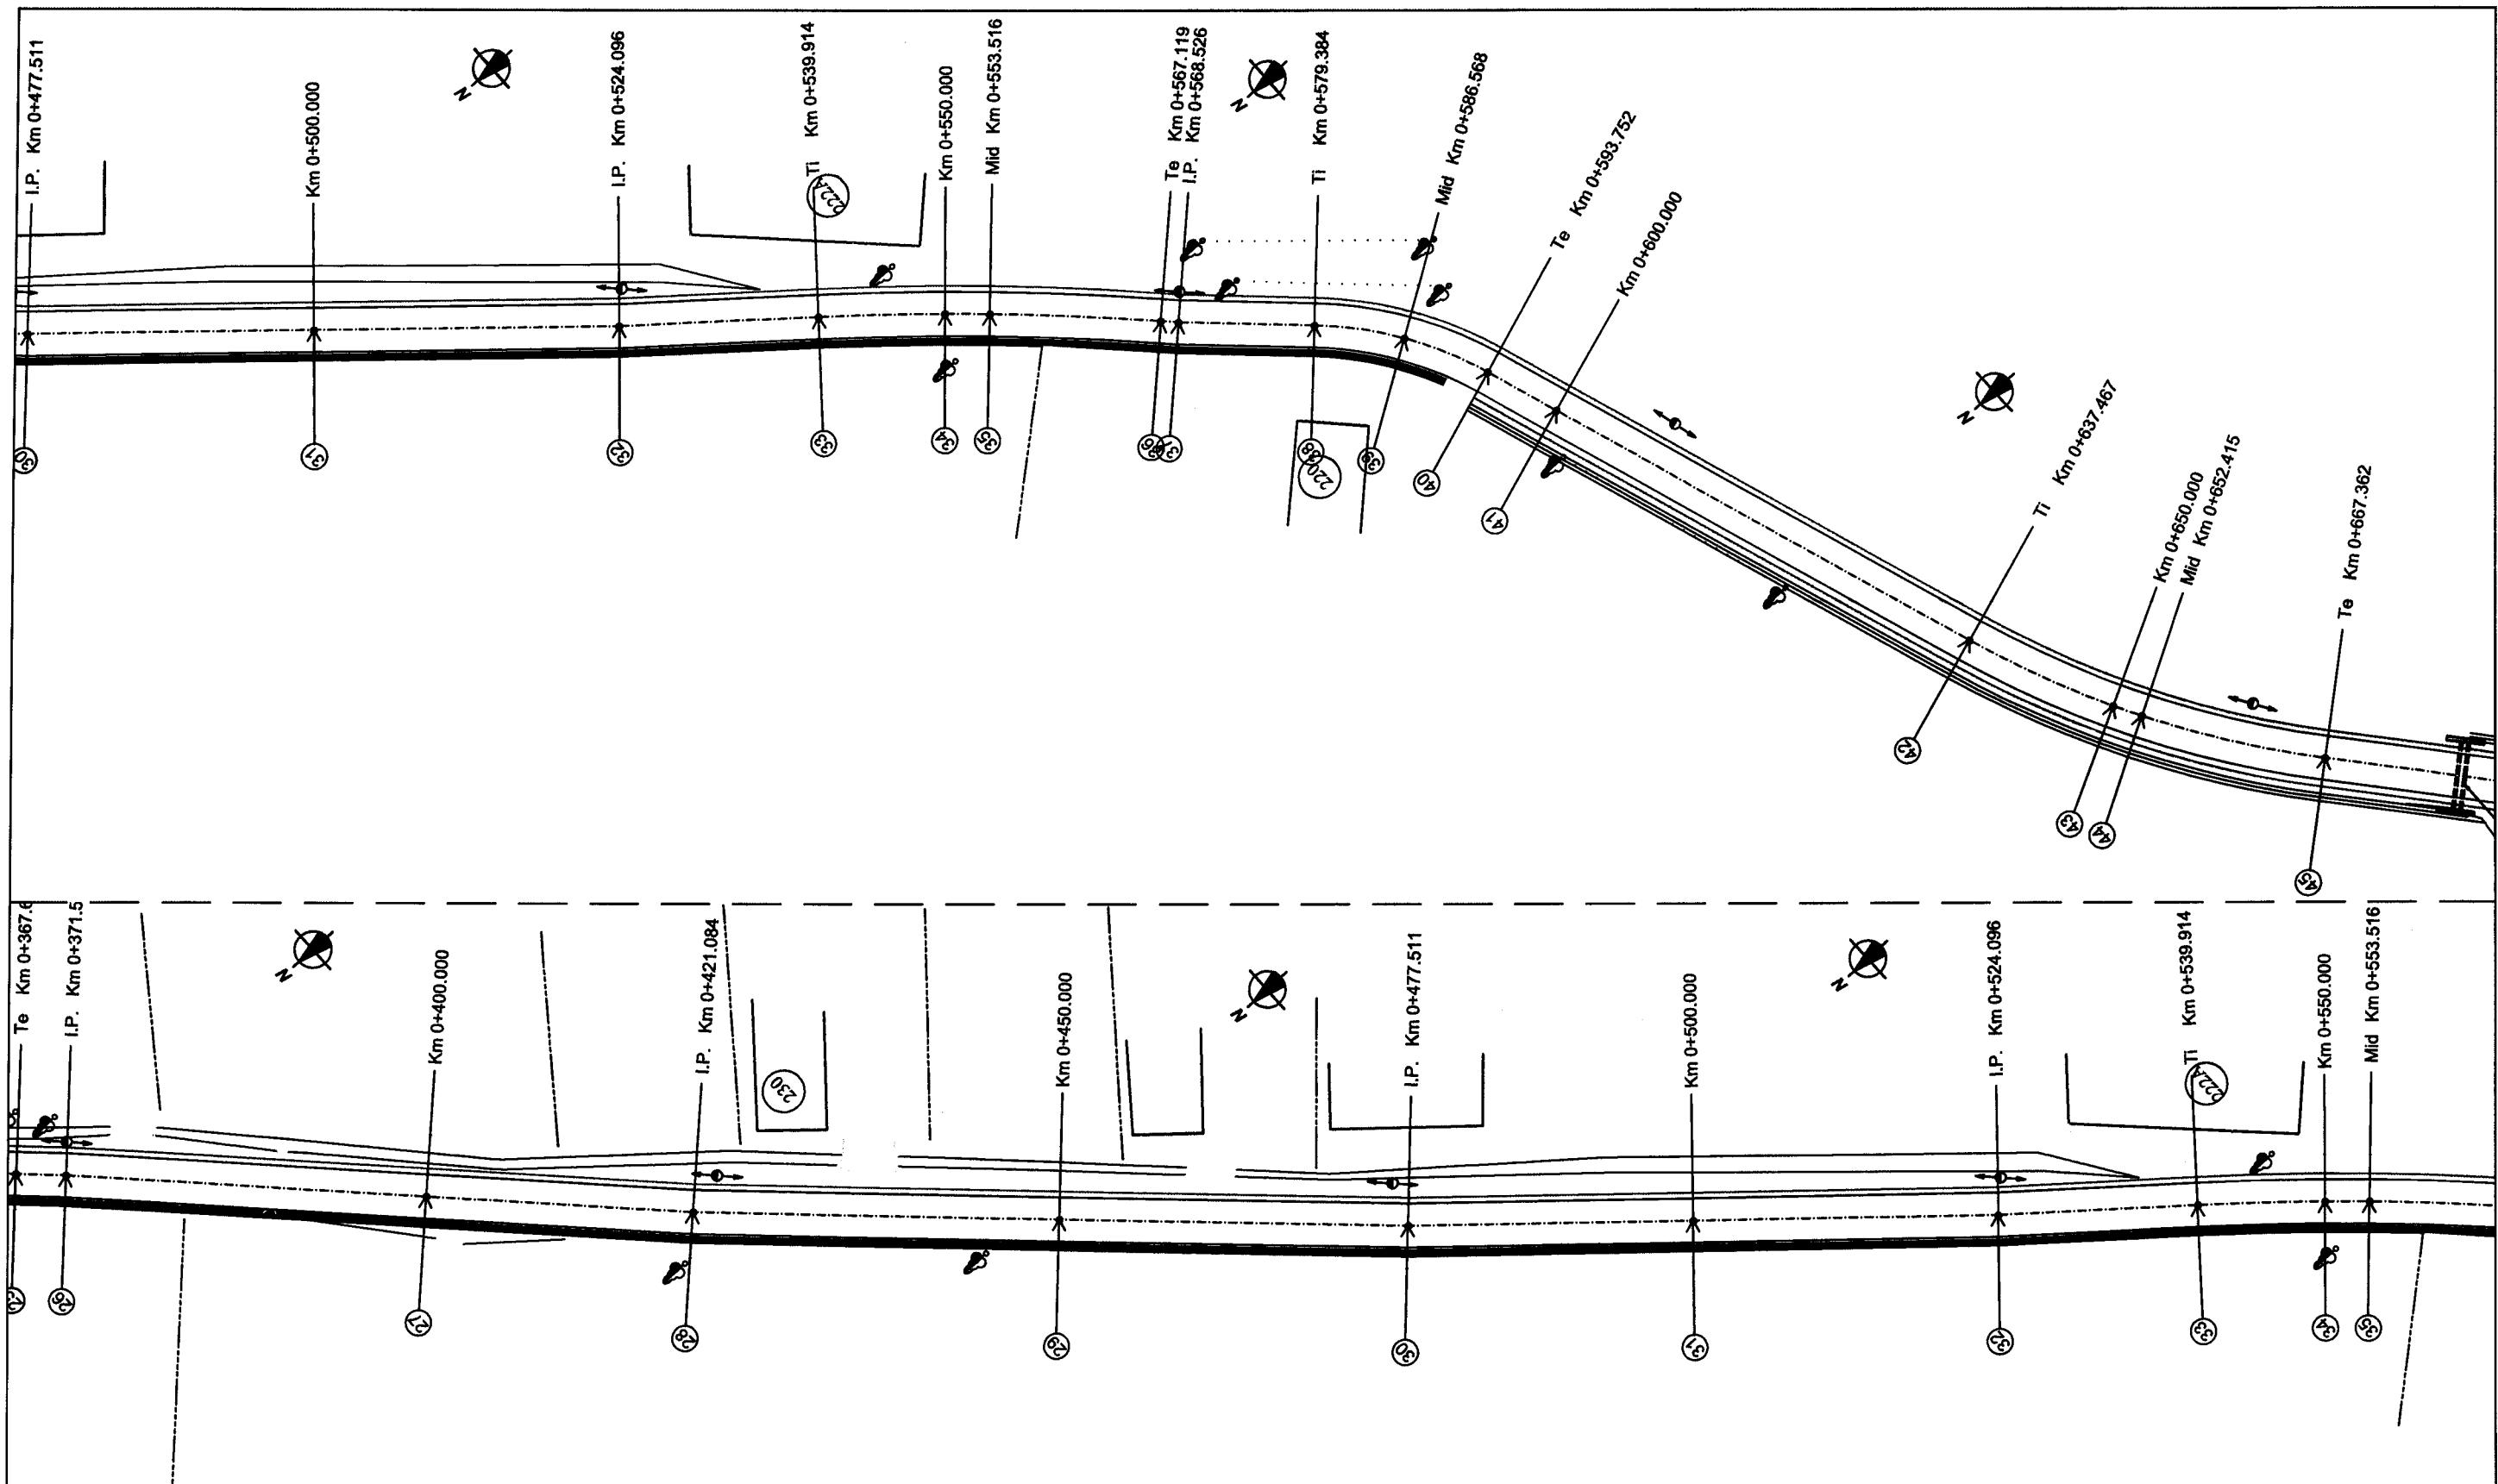 I.P. Km 0+477.511
Km 0+500.000
N
I.P. Km 0+524.096
Ti Km 0+539.914
222A
Km 0+550.000
Mid Km 0+553.516
Te Km 0+567.119
I.P. Km 0+568.526
N
Ti Km 0+579.384
Mid Km 0+586.568
Te Km 0+593.752
Km 0+600.000
N
Ti Km 0+637.467
Km 0+650.000
Mid Km 0+652.415
Te Km 0+667.362
30
31
32
33
34
35
36
37
38
220
39
40
41
42
43
44
45
Te Km 0+367.6
I.P. Km 0+371.5
N
Km 0+400.000
I.P. Km 0+421.084
230
Km 0+450.000
N
I.P. Km 0+477.511
Km 0+500.000
N
I.P. Km 0+524.096
Ti Km 0+539.914
222A
Km 0+550.000
Mid Km 0+553.516
26
27
28
29
30
31
32
33
34
35